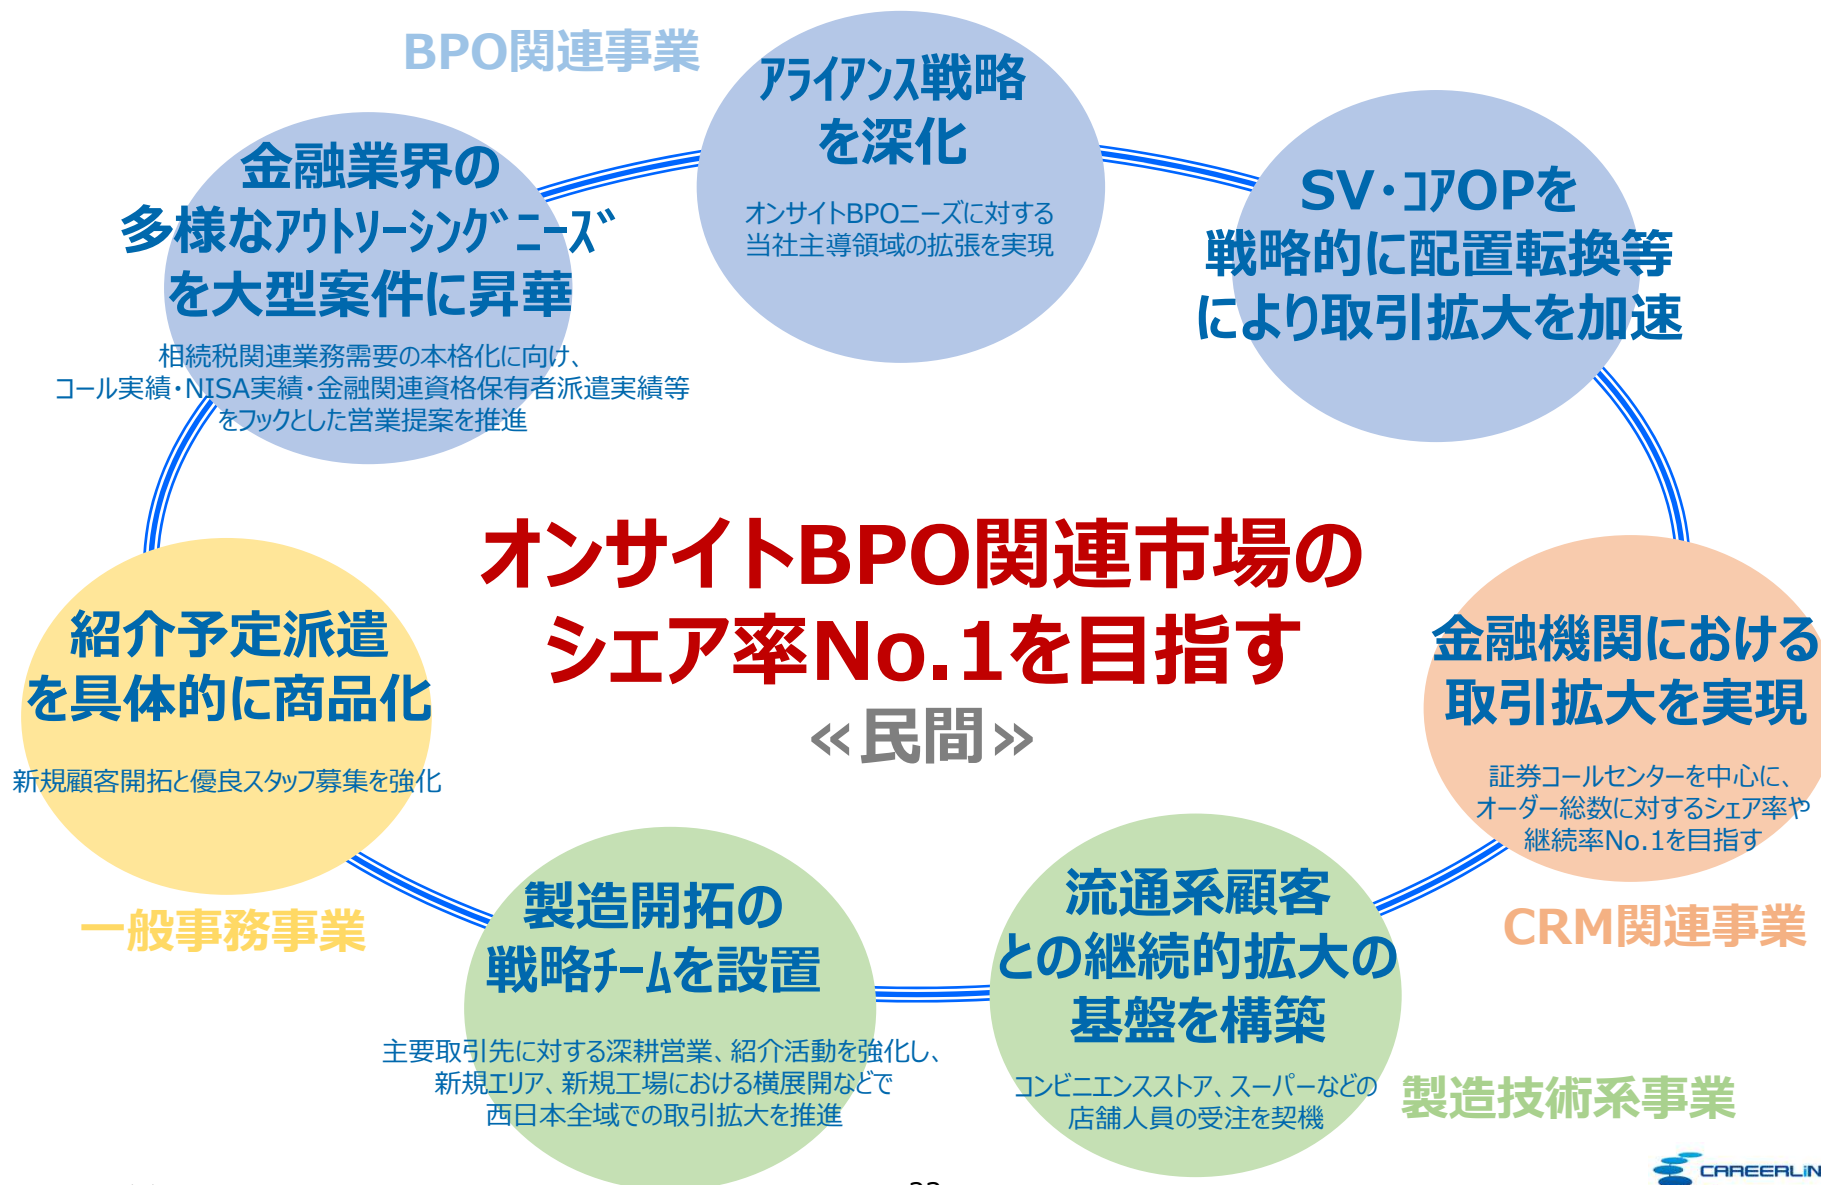 BPO関連事業
アライアンス戦略
を深化
オンサイトBPOニーズに対する
当社主導領域の拡張を実現
金融業界の
多様なアウトソーシングニーズ
を大型案件に昇華
相続税関連業務需要の本格化に向け、
コール実績・NISA実績・金融関連資格保有者派遣実績等
をフックとした営業提案を推進
SV・コアOPを
戦略的に配置転換等
により取引拡大を加速
オンサイトBPO関連市場の
シェア率No.1を目指す
≪民間≫
紹介予定派遣
を具体的に商品化
新規顧客開拓と優良スタッフ募集を強化
一般事務事業
金融機関における
取引拡大を実現
証券コールセンターを中心に、
オーダー総数に対するシェア率や
継続率No.1を目指す
CRM関連事業
製造開拓の
戦略チームを設置
主要取引先に対する深耕営業、紹介活動を強化し、
新規エリア、新規工場における横展開などで
西日本全域での取引拡大を推進
流通系顧客
との継続的拡大の
基盤を構築
コンビニエンスストア、スーパーなどの
店舗人員の受注を契機
製造技術系事業
CAREERLIN